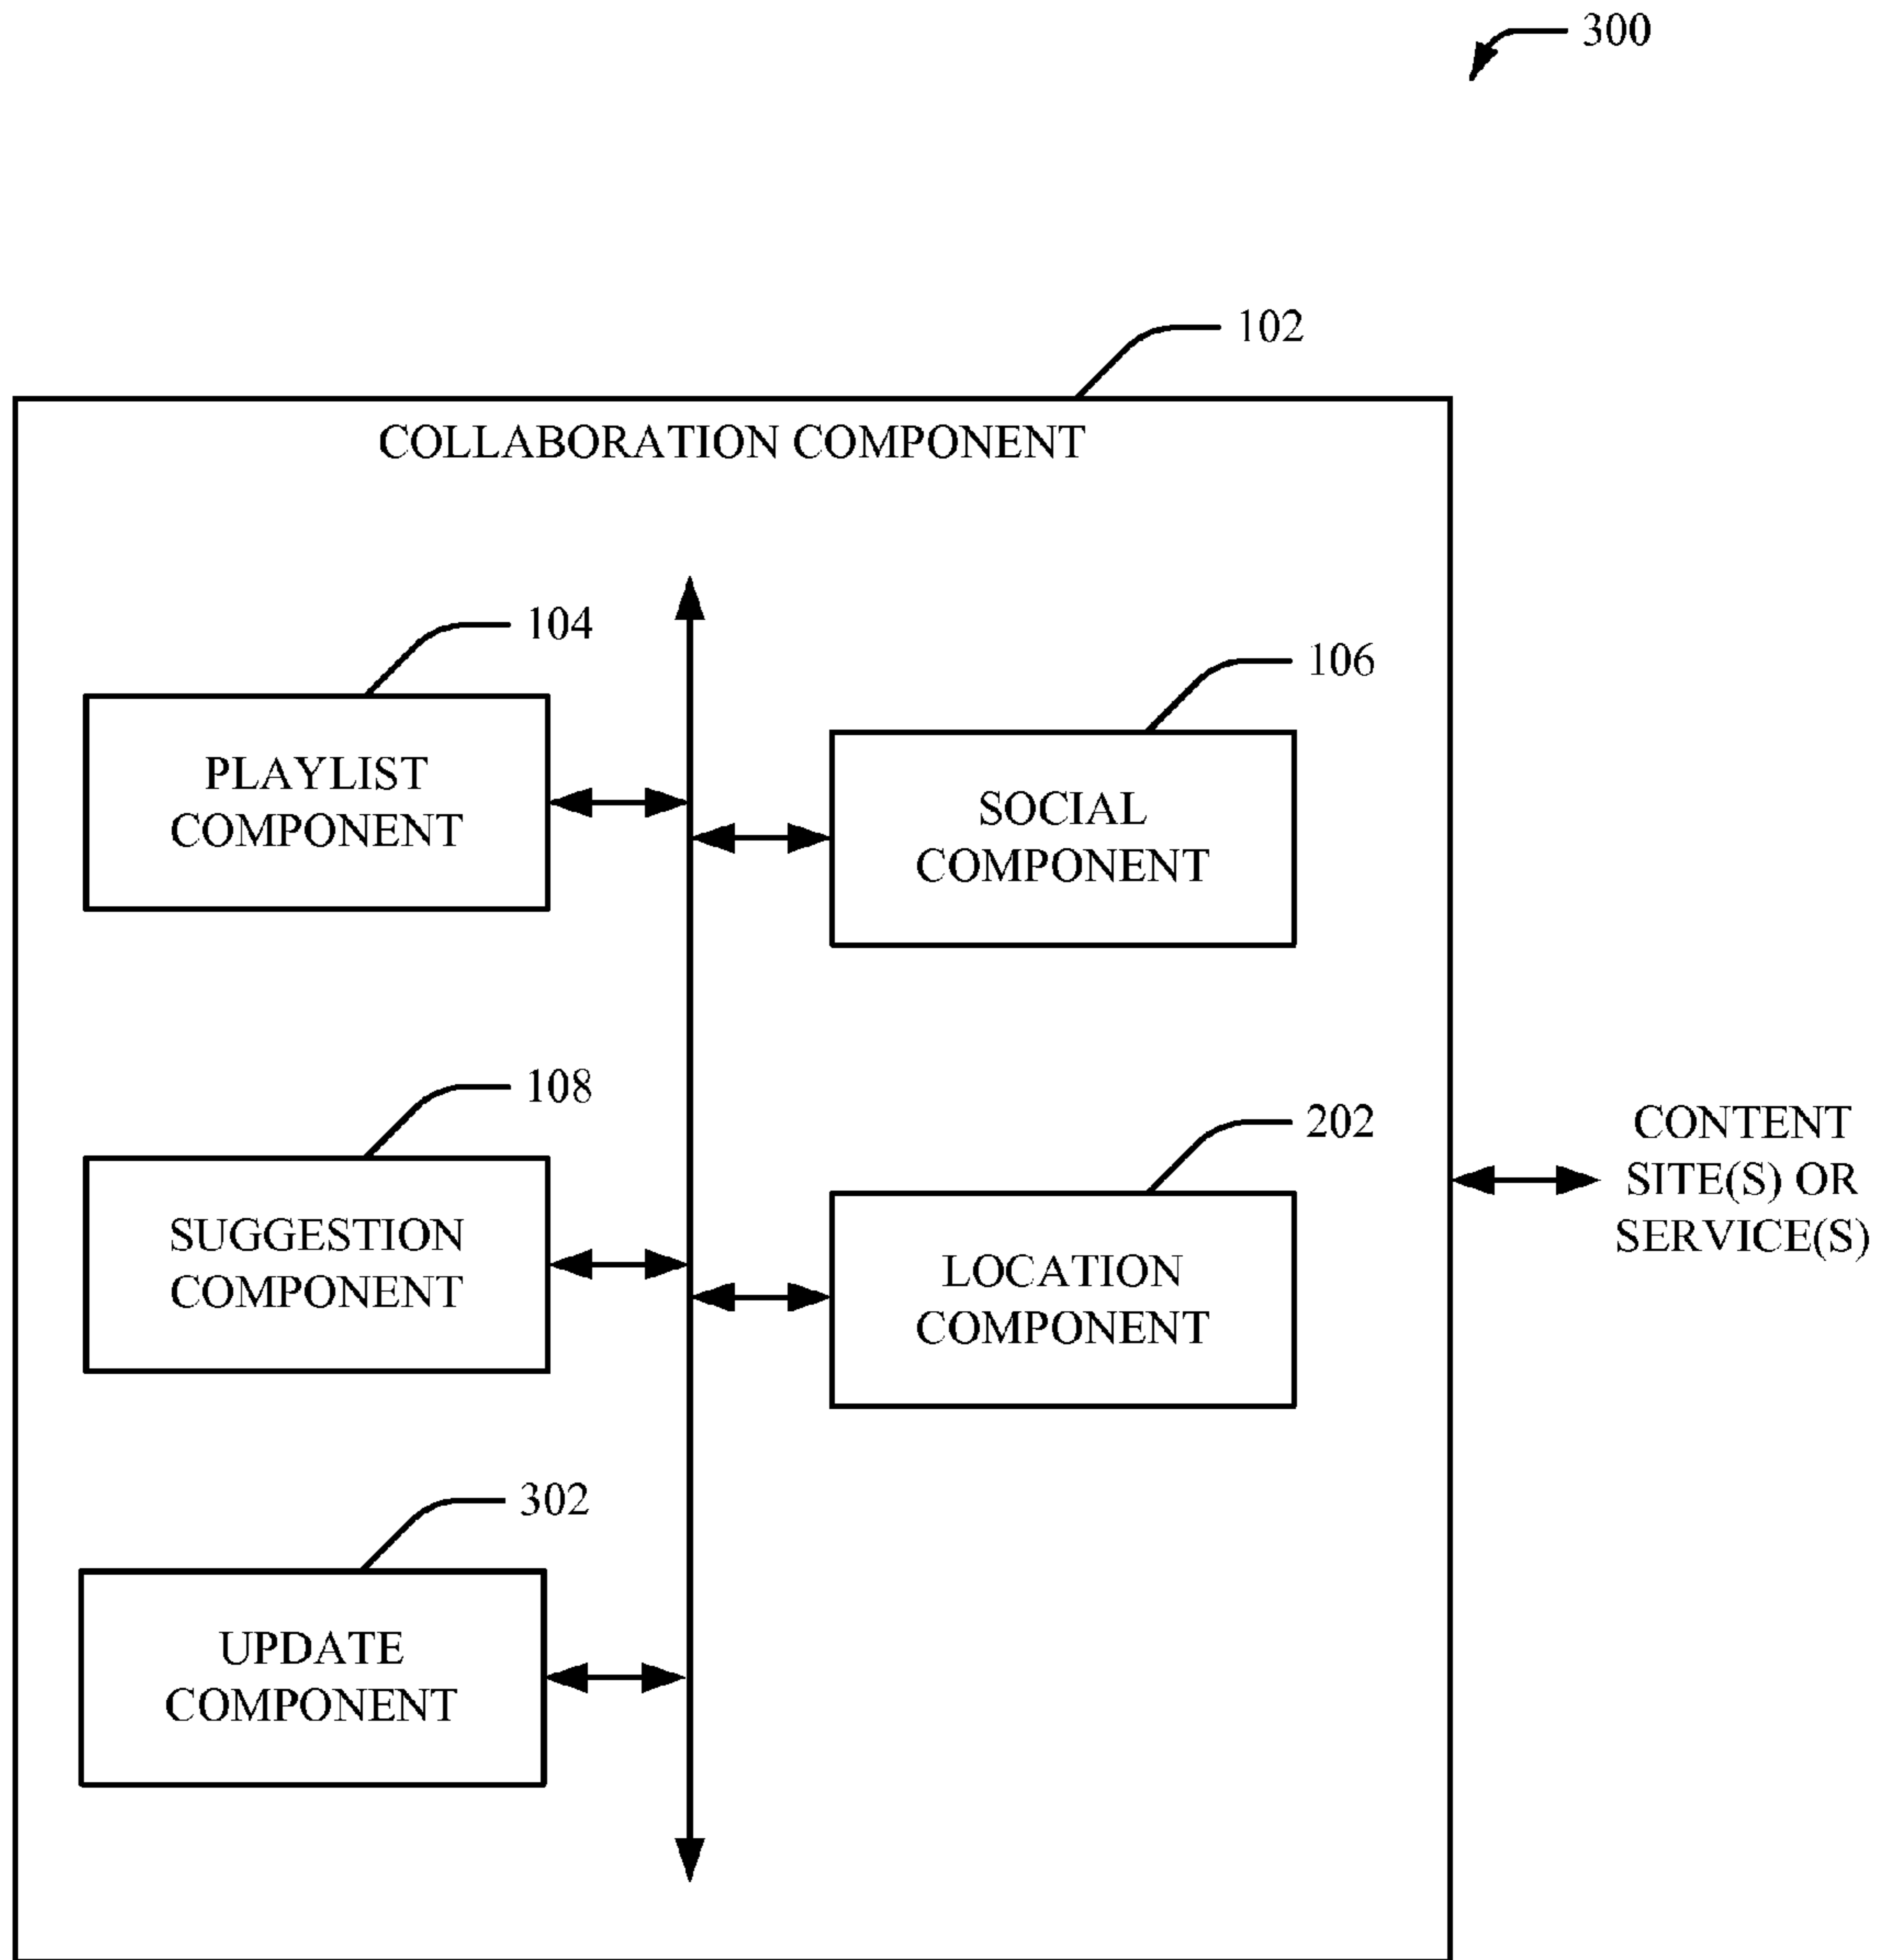 300
102
COLLABORATION COMPONENT
104
106
PLAYLIST
COMPONENT
SOCIAL
COMPONENT
108
202
CONTENT
SITE(S) OR
SERVICE(S)
SUGGESTION
COMPONENT
LOCATION
COMPONENT
302
UPDATE
COMPONENT